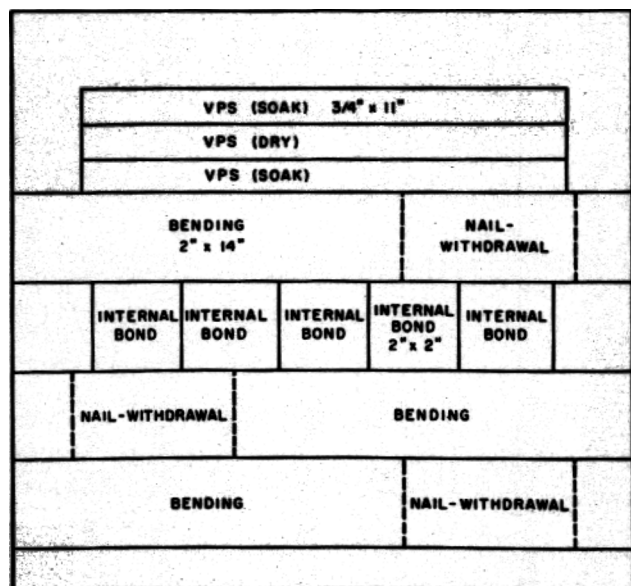 VPS (SOAK) 3/4" x 11"
VPS (DRY)
VPS (SOAK)
BENDING
2" x 14"
NAIL-
WITHDRAWAL
INTERNAL
BOND
INTERNAL
BOND
INTERNAL
BOND
INTERNAL
BOND
2" x 2"
INTERNAL
BOND
NAIL-WITHDRAWAL
BENDING
BENDING
NAIL-WITHDRAWAL